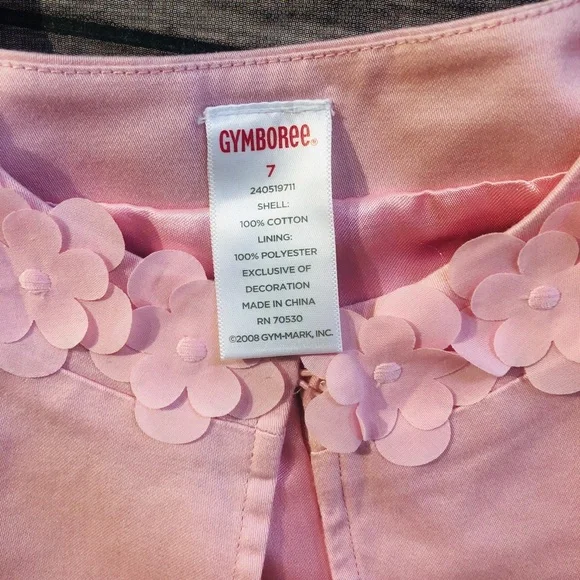 GYMBOREE®
7
240519711
SHELL:
100% COTTON
LINING:
100% POLYESTER
EXCLUSIVE OF
DECORATION
MADE IN CHINA
RN 70530
©2008 GYM-MARK, INC.